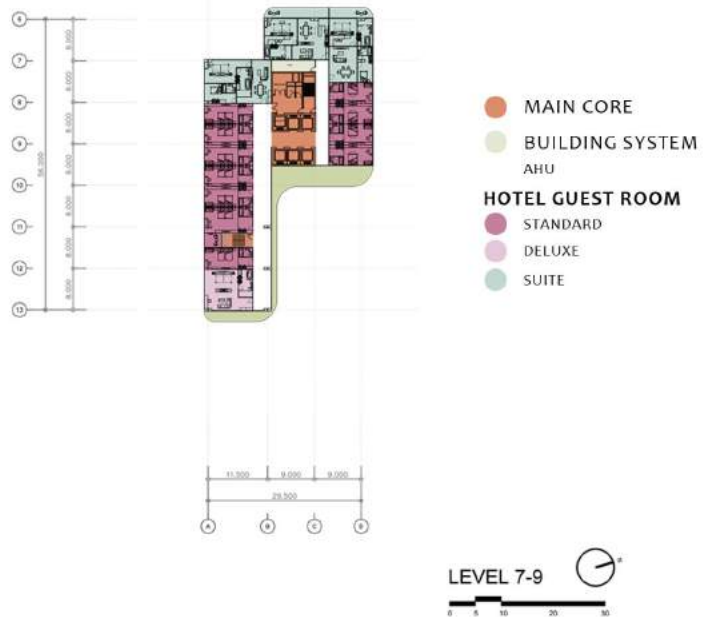 6
7
8
9
10
11
12
13
8.000
8.000
8.000
8.000
8.000
8.000
8.000
56.000
11.500
9.000
9.000
29.500
A
B
C
D
MAIN CORE
BUILDING SYSTEM
AHU
HOTEL GUEST ROOM
STANDARD
DELUXE
SUITE
LEVEL 7-9
0
5
10
20
30